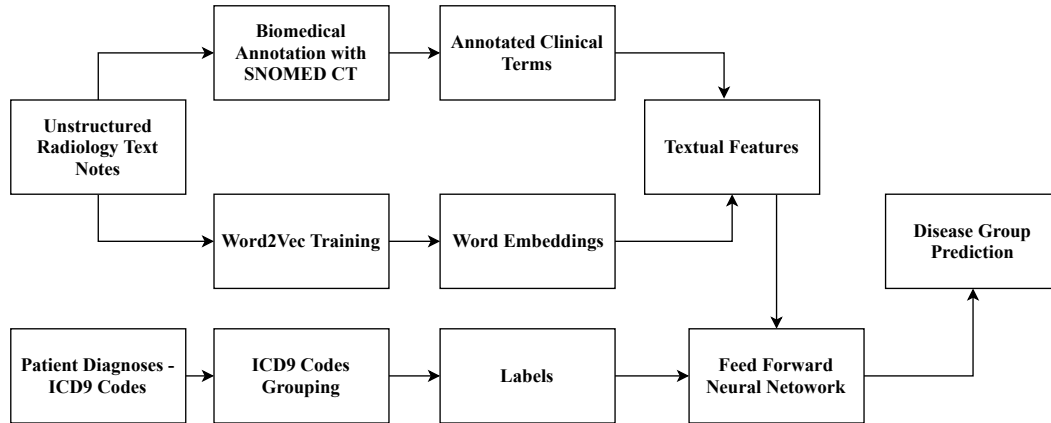 Biomedical
Annotation with
SNOMED CT
Annotated Clinical
Terms
Unstructured
Radiology Text
Notes
Textual Features
Word2Vec Training
Word Embeddings
Disease Group
Prediction
Patient Diagnoses -
ICD9 Codes
ICD9 Codes
Grouping
Labels
Feed Forward
Neural Netowork